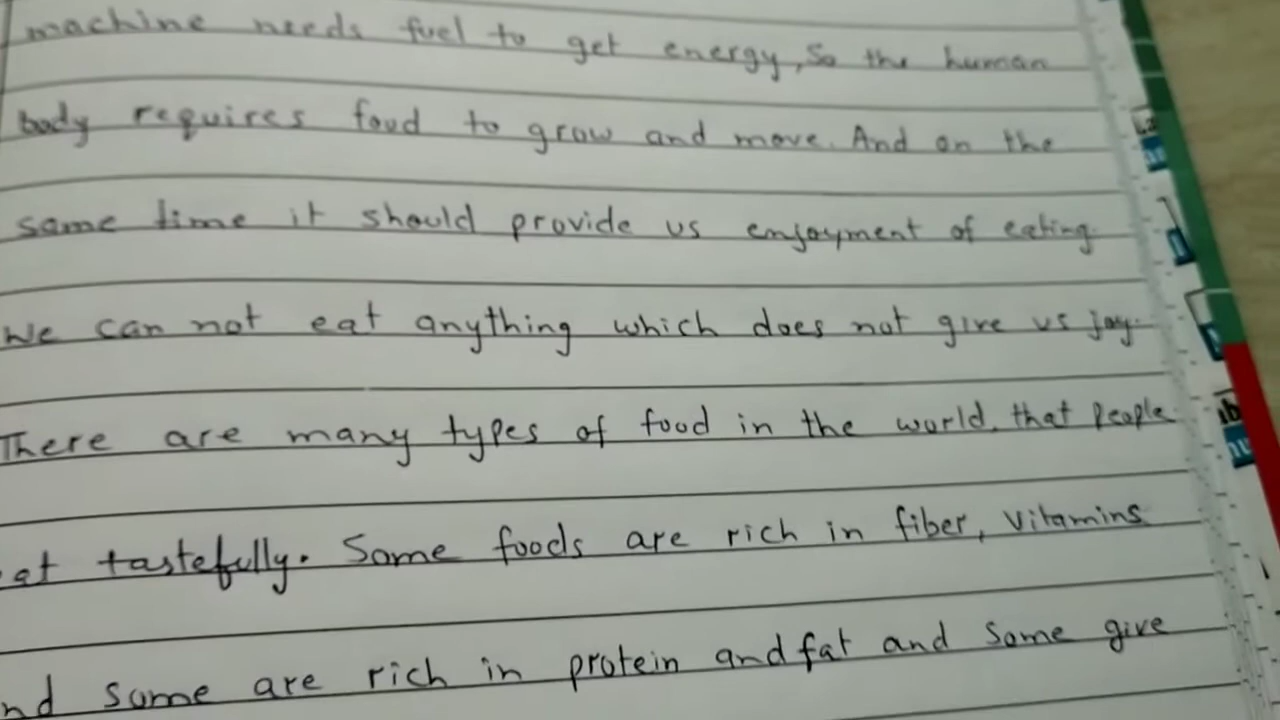 machine needs fuel to get energy, So the human
body requires food to grow and move. And on the
same time it should provide us enjoyment of eating.
We can not eat anything which does not give us joy.
There are many types of food in the world. that People
eat tastefully. Some foods are rich in fiber, vitamins
and some are rich in protein and fat and some give